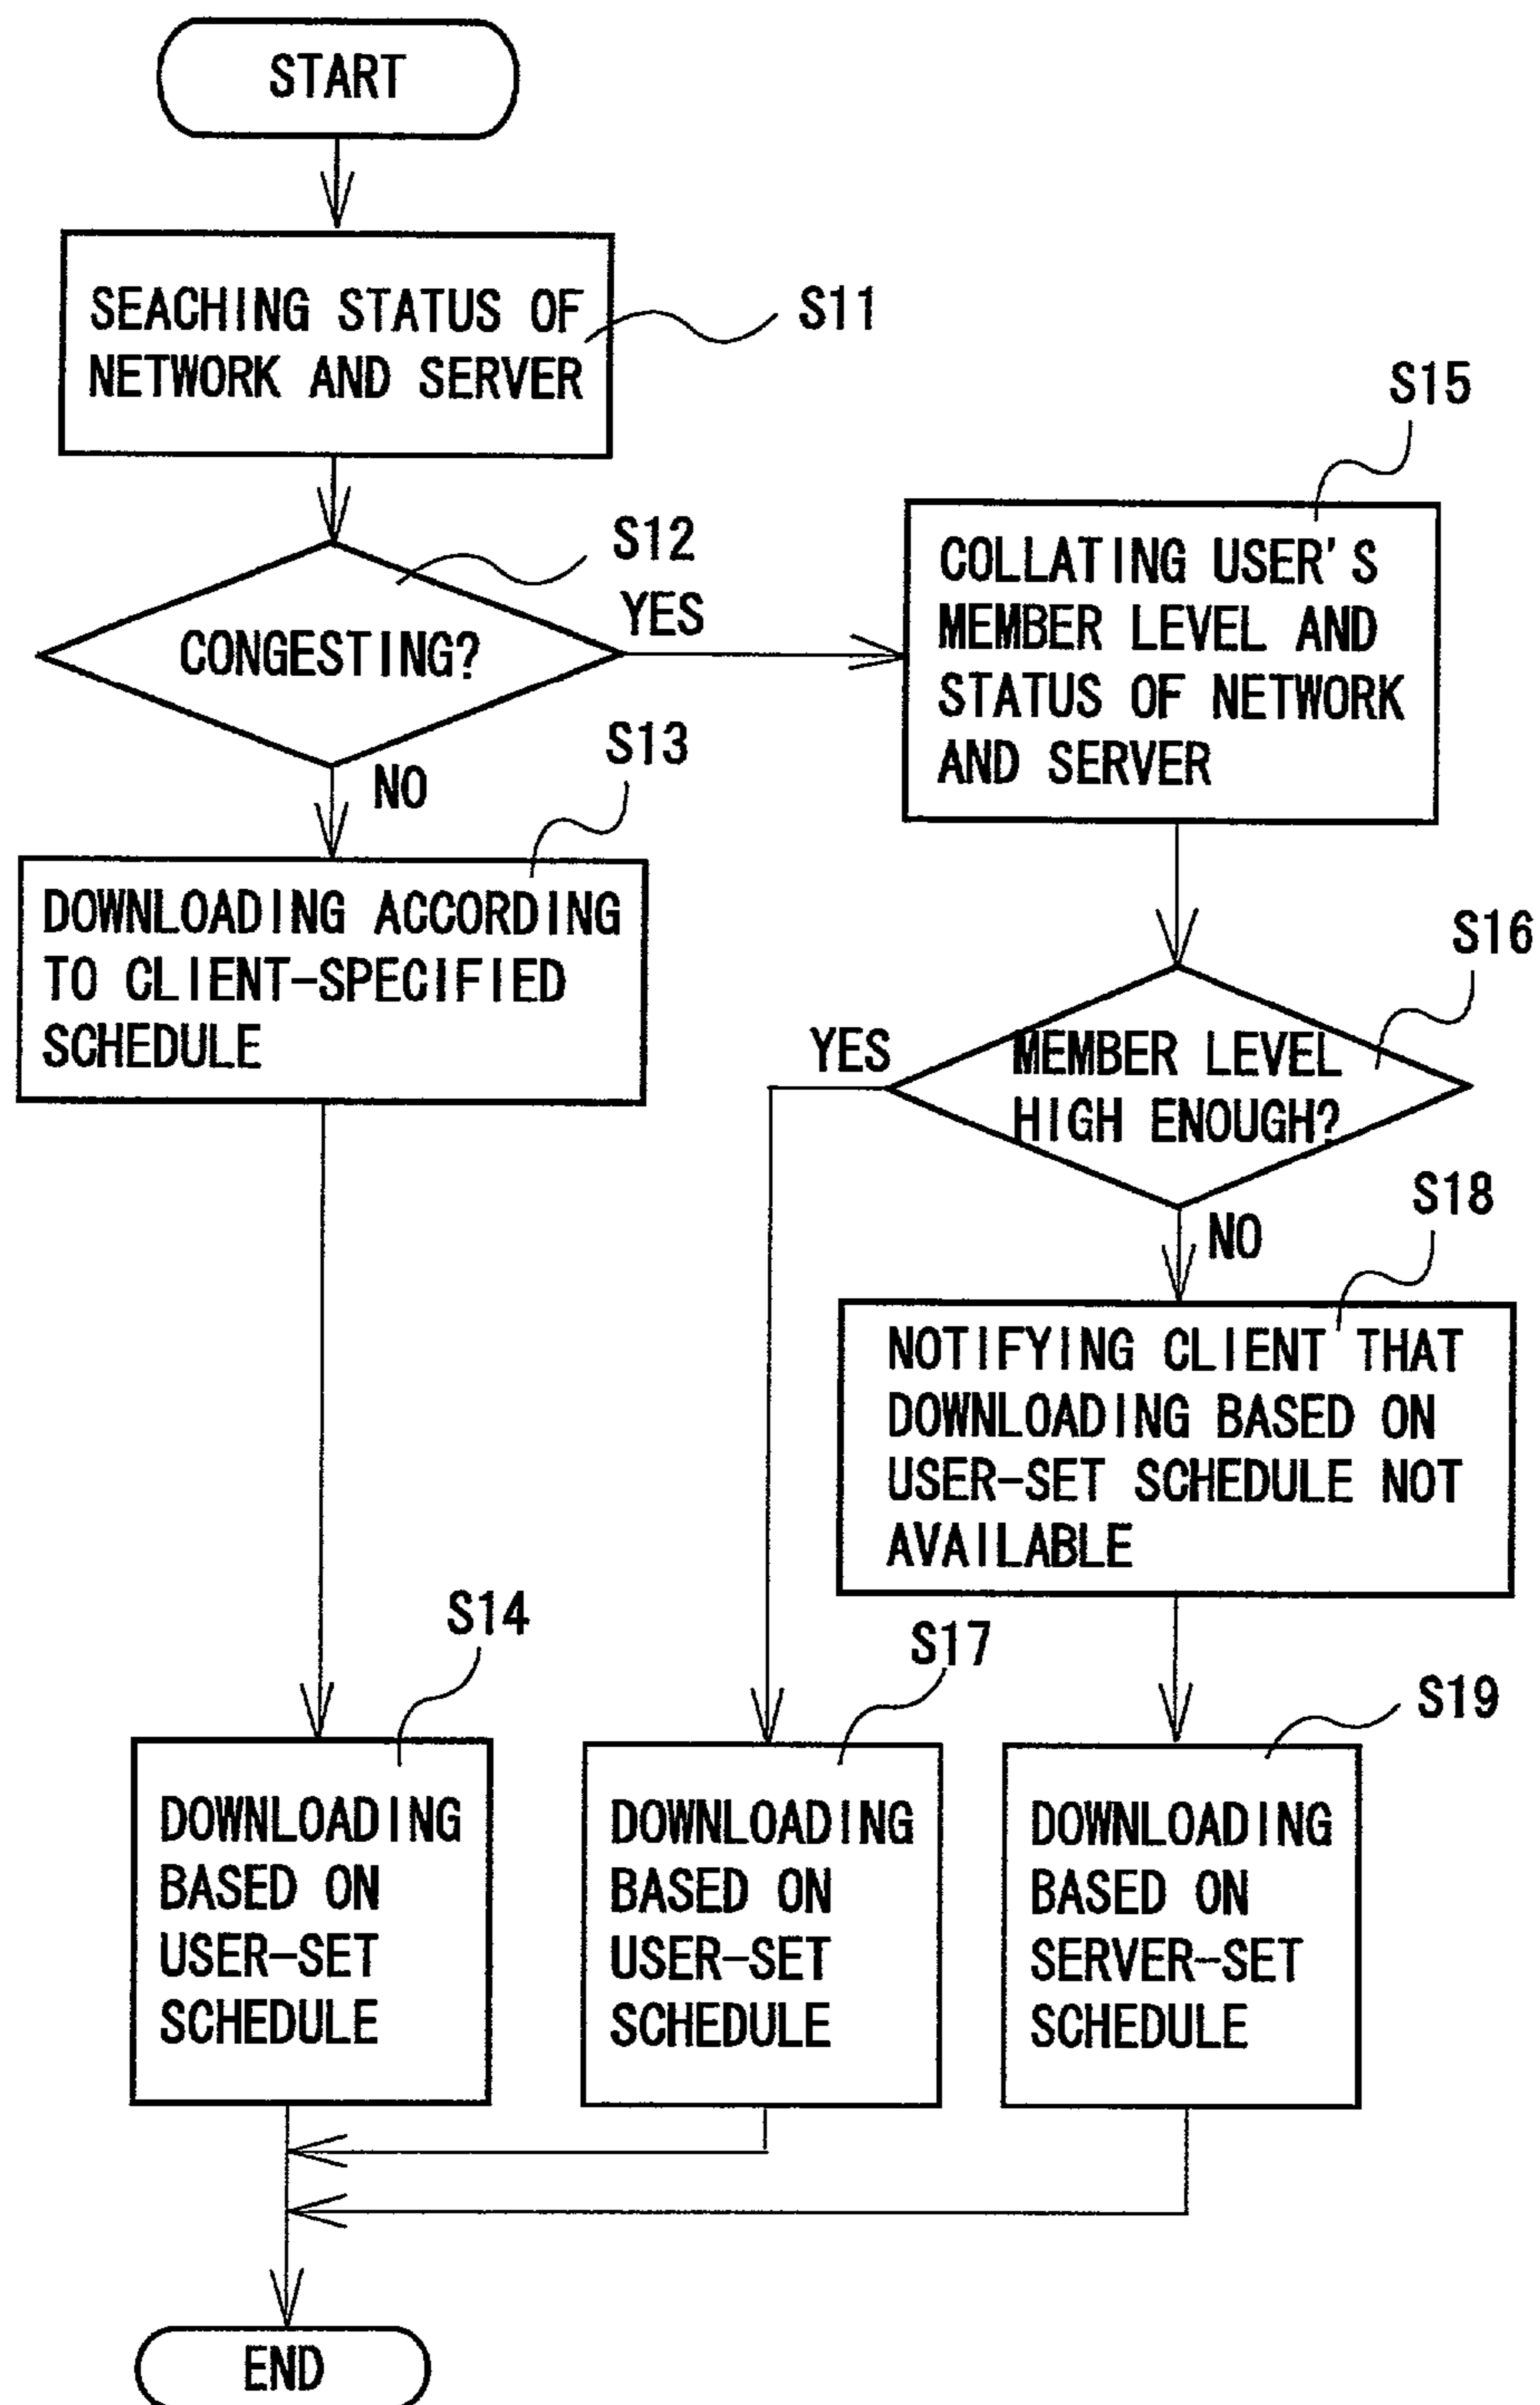 START
SEACHING STATUS OF
NETWORK AND SERVER
S11
S12
CONGESTING?
YES
NO
S13
DOWNLOADING ACCORDING
TO CLIENT-SPECIFIED
SCHEDULE
S15
COLLATING USER'S
MEMBER LEVEL AND
STATUS OF NETWORK
AND SERVER
S16
MEMBER LEVEL
HIGH ENOUGH?
YES
NO
S18
NOTIFYING CLIENT THAT
DOWNLOADING BASED ON
USER-SET SCHEDULE NOT
AVAILABLE
S14
DOWNLOADING
BASED ON
USER-SET
SCHEDULE
S17
DOWNLOADING
BASED ON
USER-SET
SCHEDULE
S19
DOWNLOADING
BASED ON
SERVER-SET
SCHEDULE
END